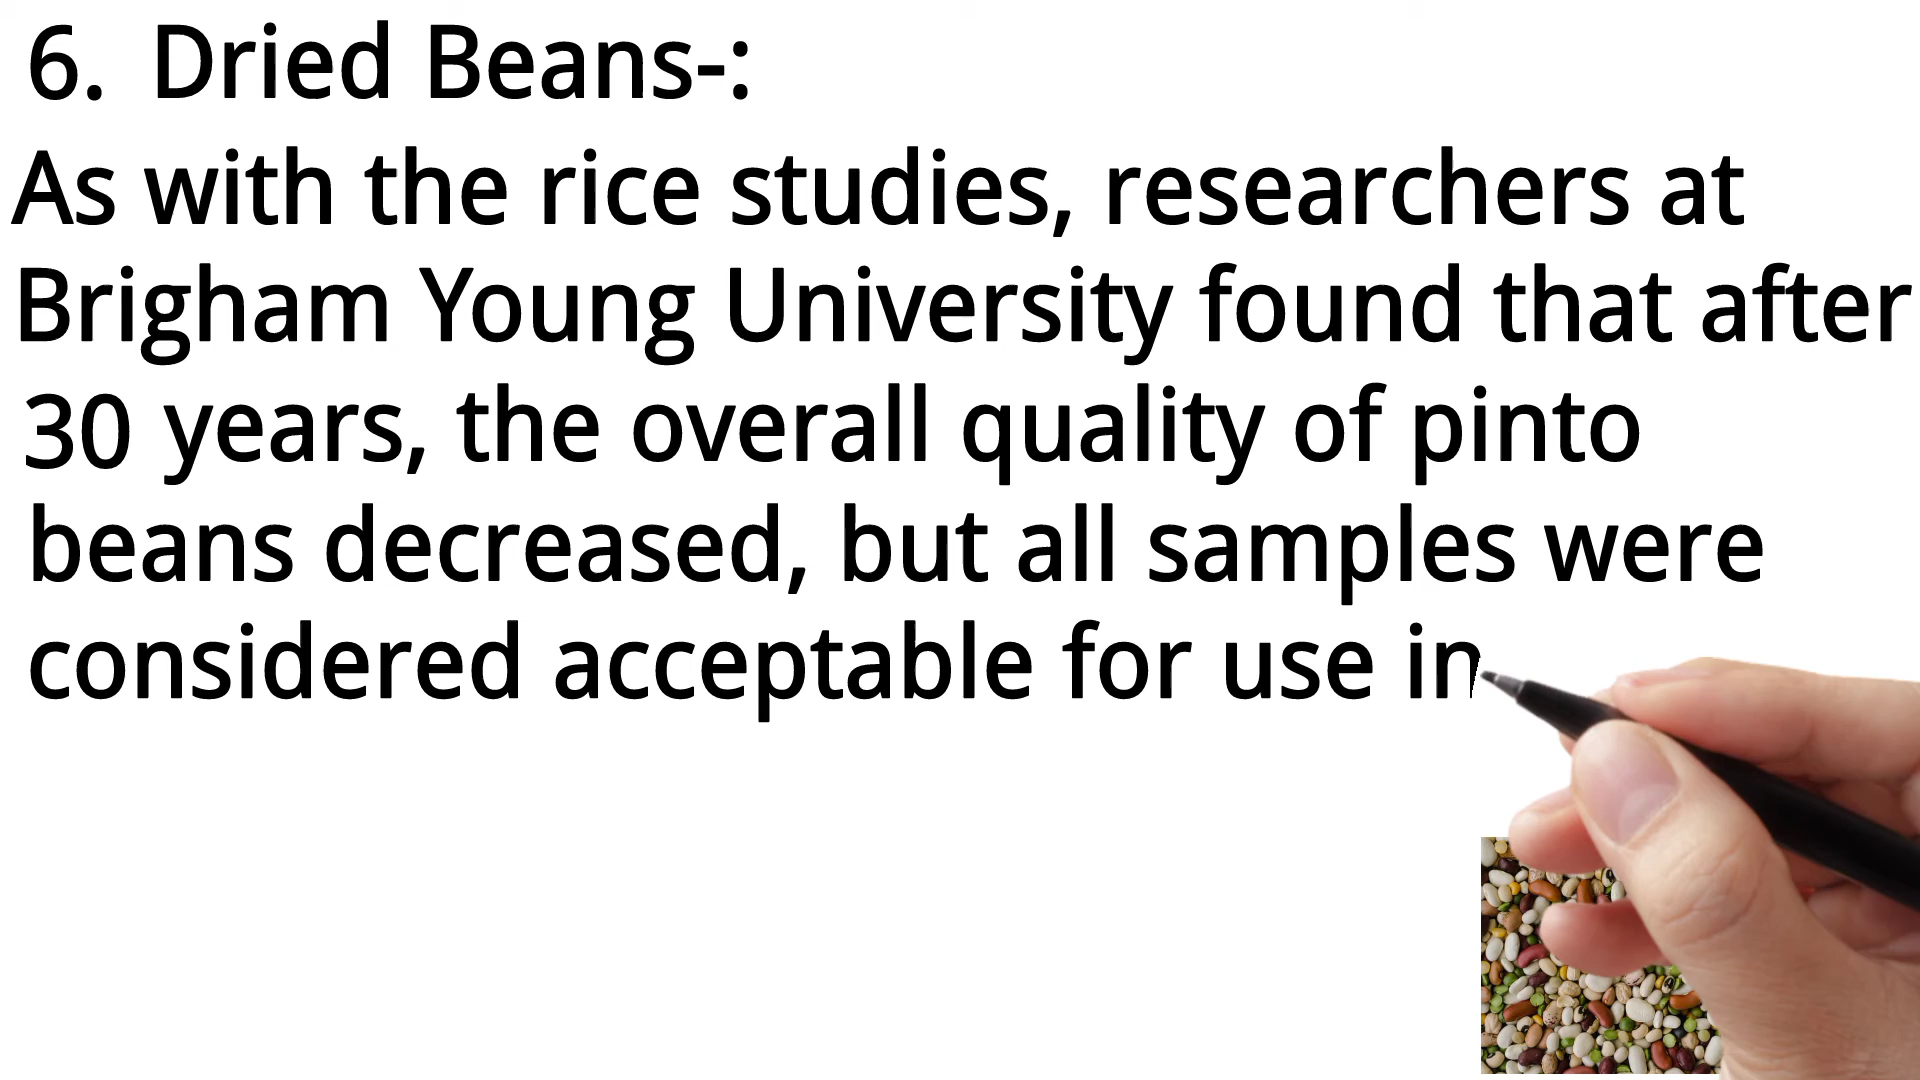 6. Dried Beans-:
As with the rice studies, researchers at
Brigham Young University found that after
30 years, the overall quality of pinto
beans decreased, but all samples were
considered acceptable for use in